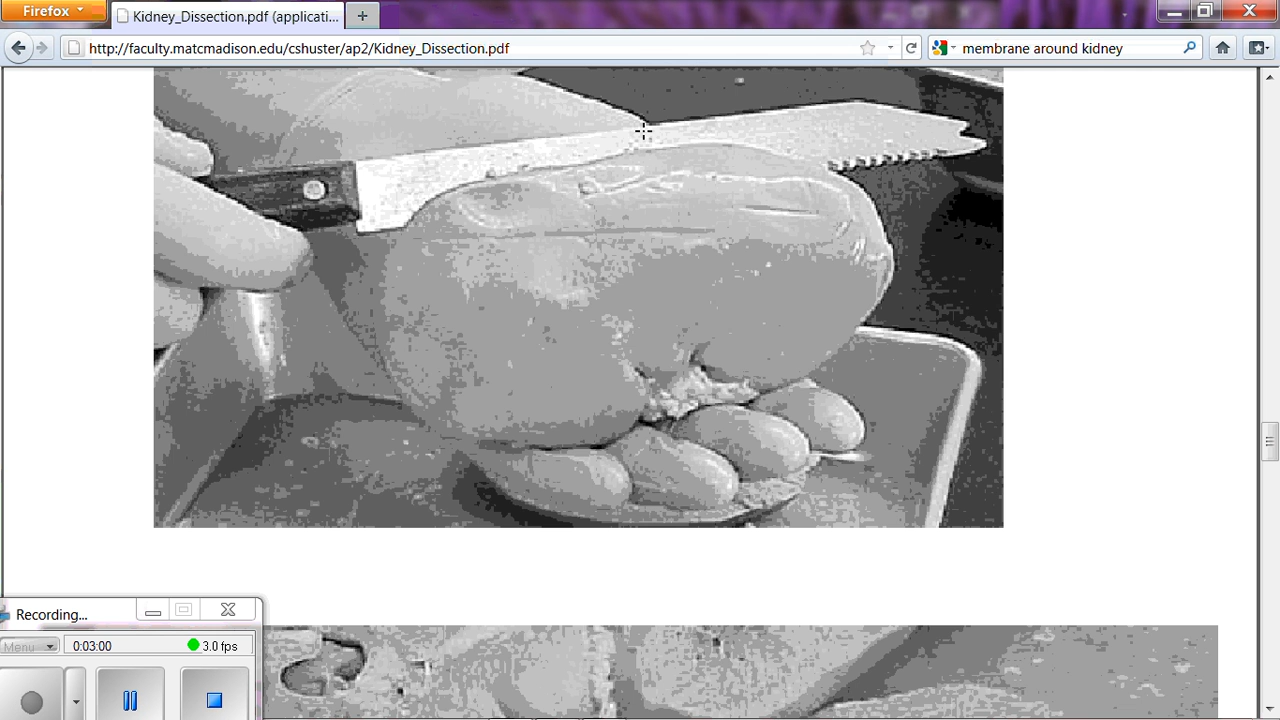 Firefox
Kidney_Dissection.pdf (applicati...
http://faculty.matcmadison.edu/cshuster/ap2/Kidney_Dissection.pdf
membrane around kidney
Recording...
Menu
0:03:00
3.0 fps